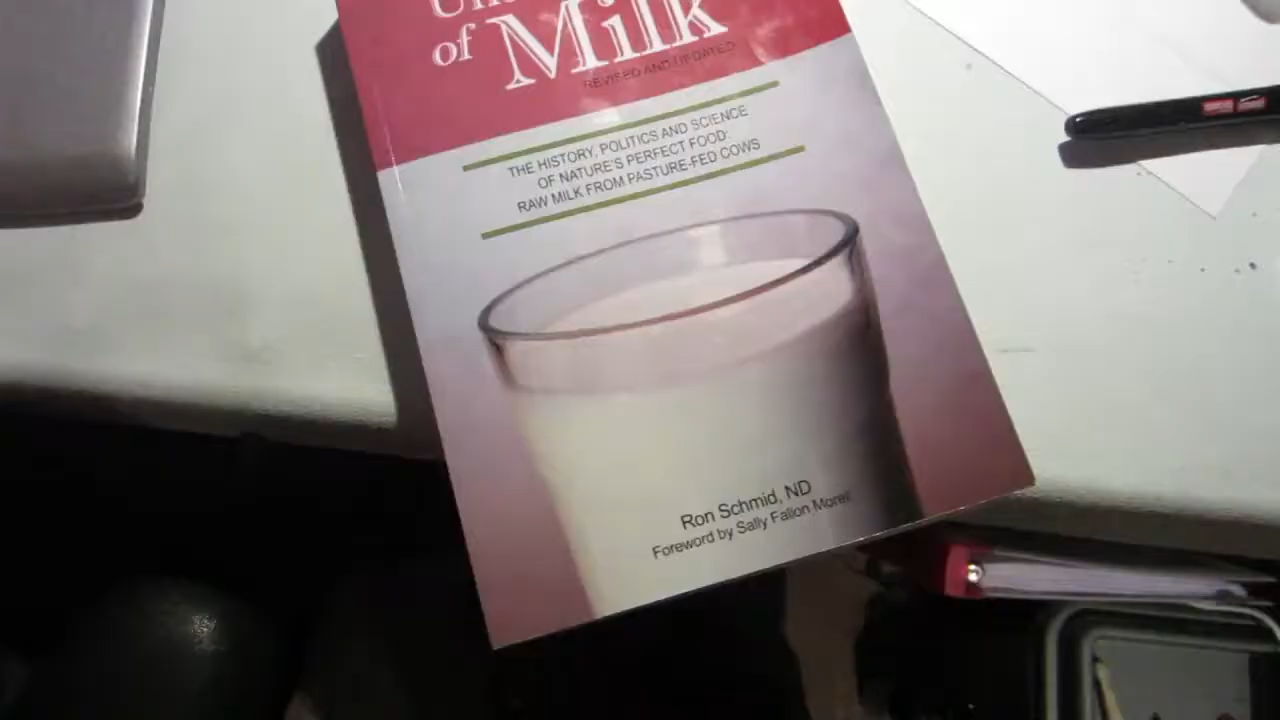 of Milk
REVISED AND UPDATED
THE HISTORY, POLITICS AND SCIENCE
OF NATURE'S PERFECT FOOD:
RAW MILK FROM PASTURE-FED COWS
Ron Schmid, ND
Foreword by Sally Fallon Morell